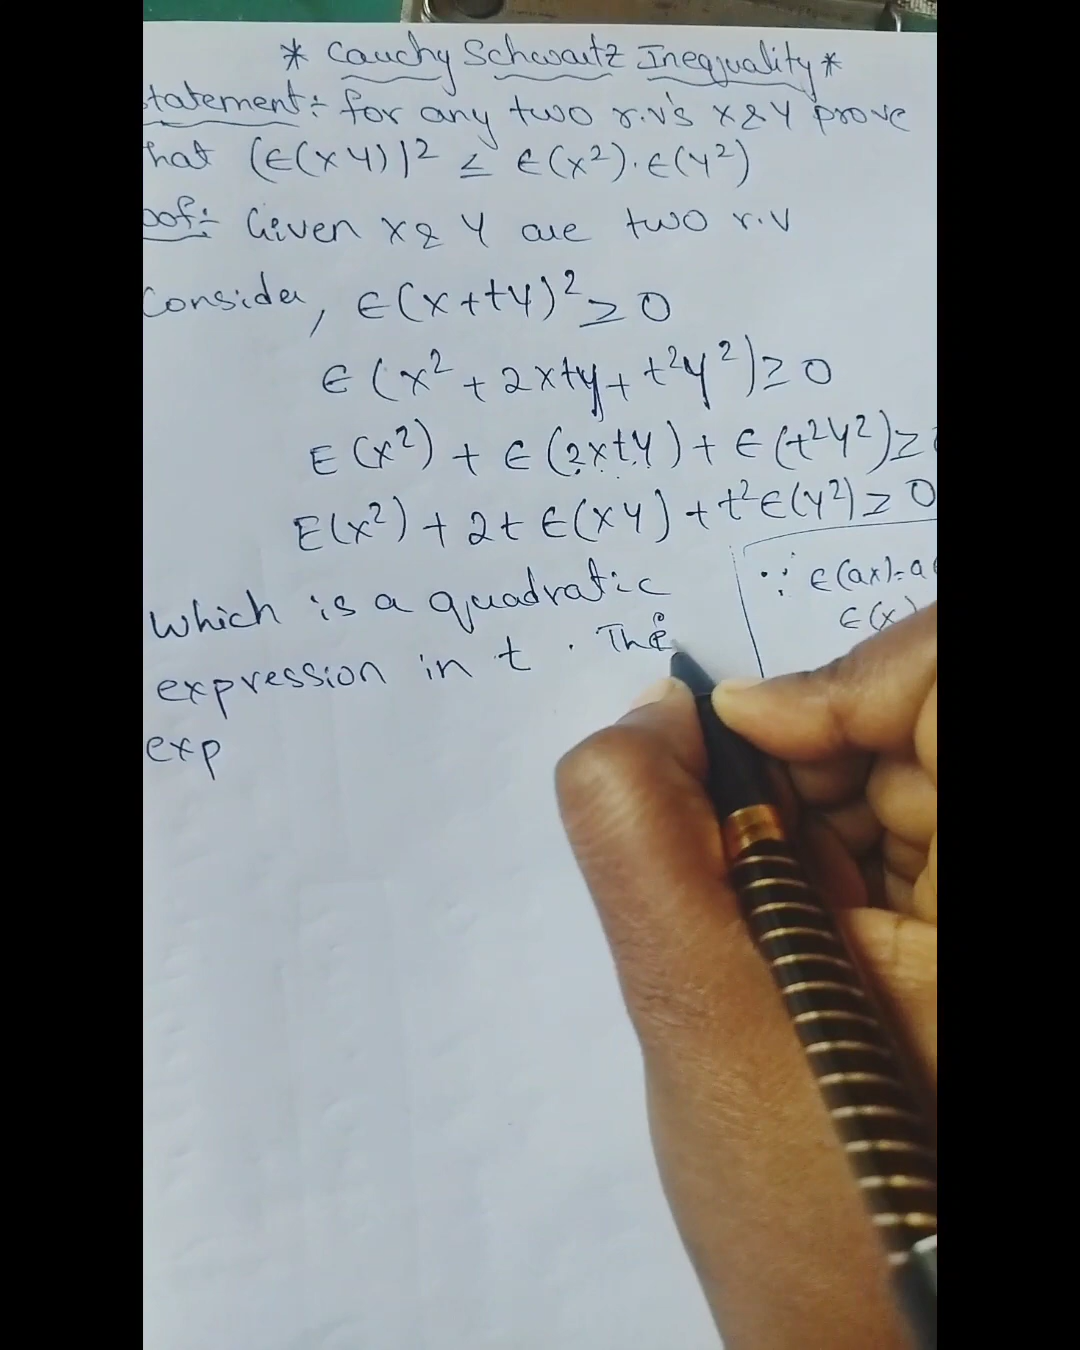 * Cauchy Schwartz Inequality *
tatement:- for any two r.v's x & y prove
hat (E(xy))² ≤ E(x²).E(y²)
oof:- Given x & y are two r.v
Consider, E(x+ty)² ≥ 0
E(x² + 2xty + t²y²) ≥ 0
E(x²) + E(2xty) + E(t²y²) ≥
E(x²) + 2t E(xy) + t²E(y²) ≥ 0
∵ E(ax)=a
E(x)
Which is a quadratic
expression in t. The
exp